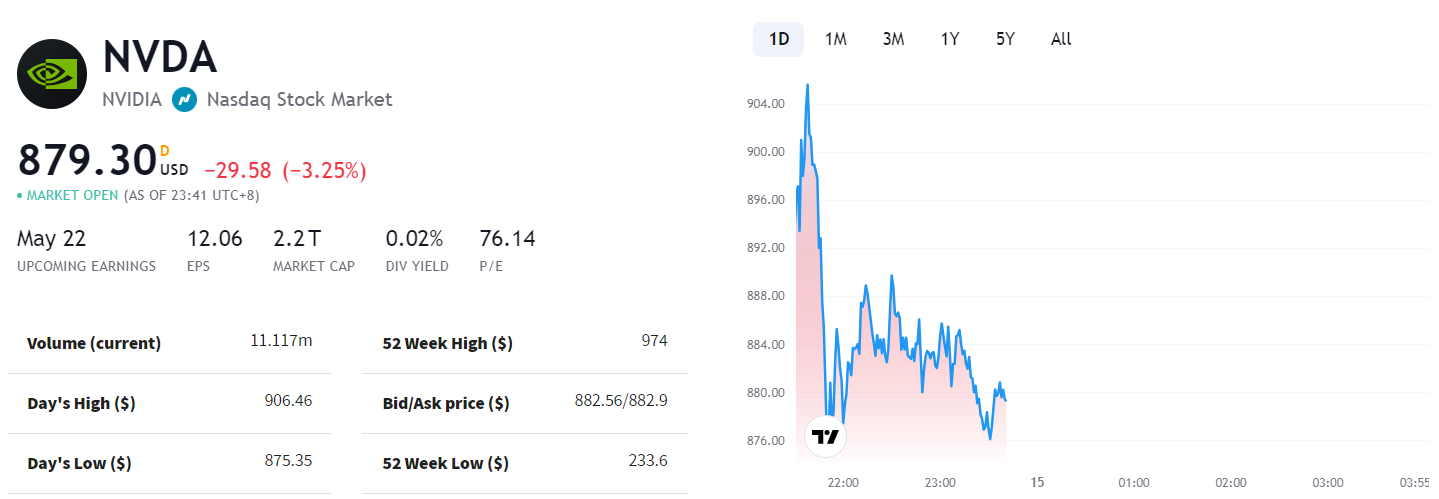 NVDA
NVIDIA Nasdaq Stock Market
879.30 D USD −29.58 (−3.25%)
• MARKET OPEN (AS OF 23:41 UTC+8)
May 22 12.06 2.2 T 0.02% 76.14
UPCOMING EARNINGS EPS MARKET CAP DIV YIELD P/E
Volume (current) 11.117m 52 Week High ($) 974
Day's High ($) 906.46 Bid/Ask price ($) 882.56/882.9
Day's Low ($) 875.35 52 Week Low ($) 233.6
1D 1M 3M 1Y 5Y All
904.00
900.00
896.00
892.00
888.00
884.00
880.00
876.00
22:00 23:00 15 01:00 02:00 03:00 03:55